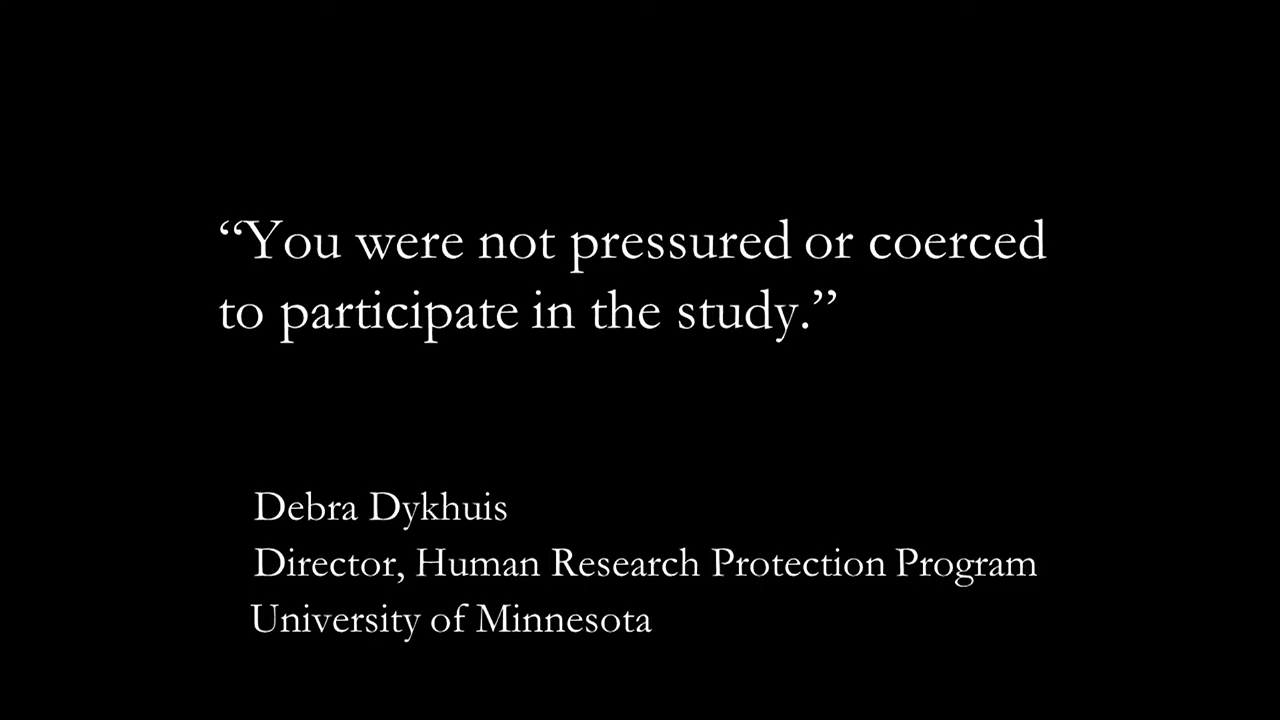 “You were not pressured or coerced
to participate in the study.”
Debra Dykhuis
Director, Human Research Protection Program
University of Minnesota